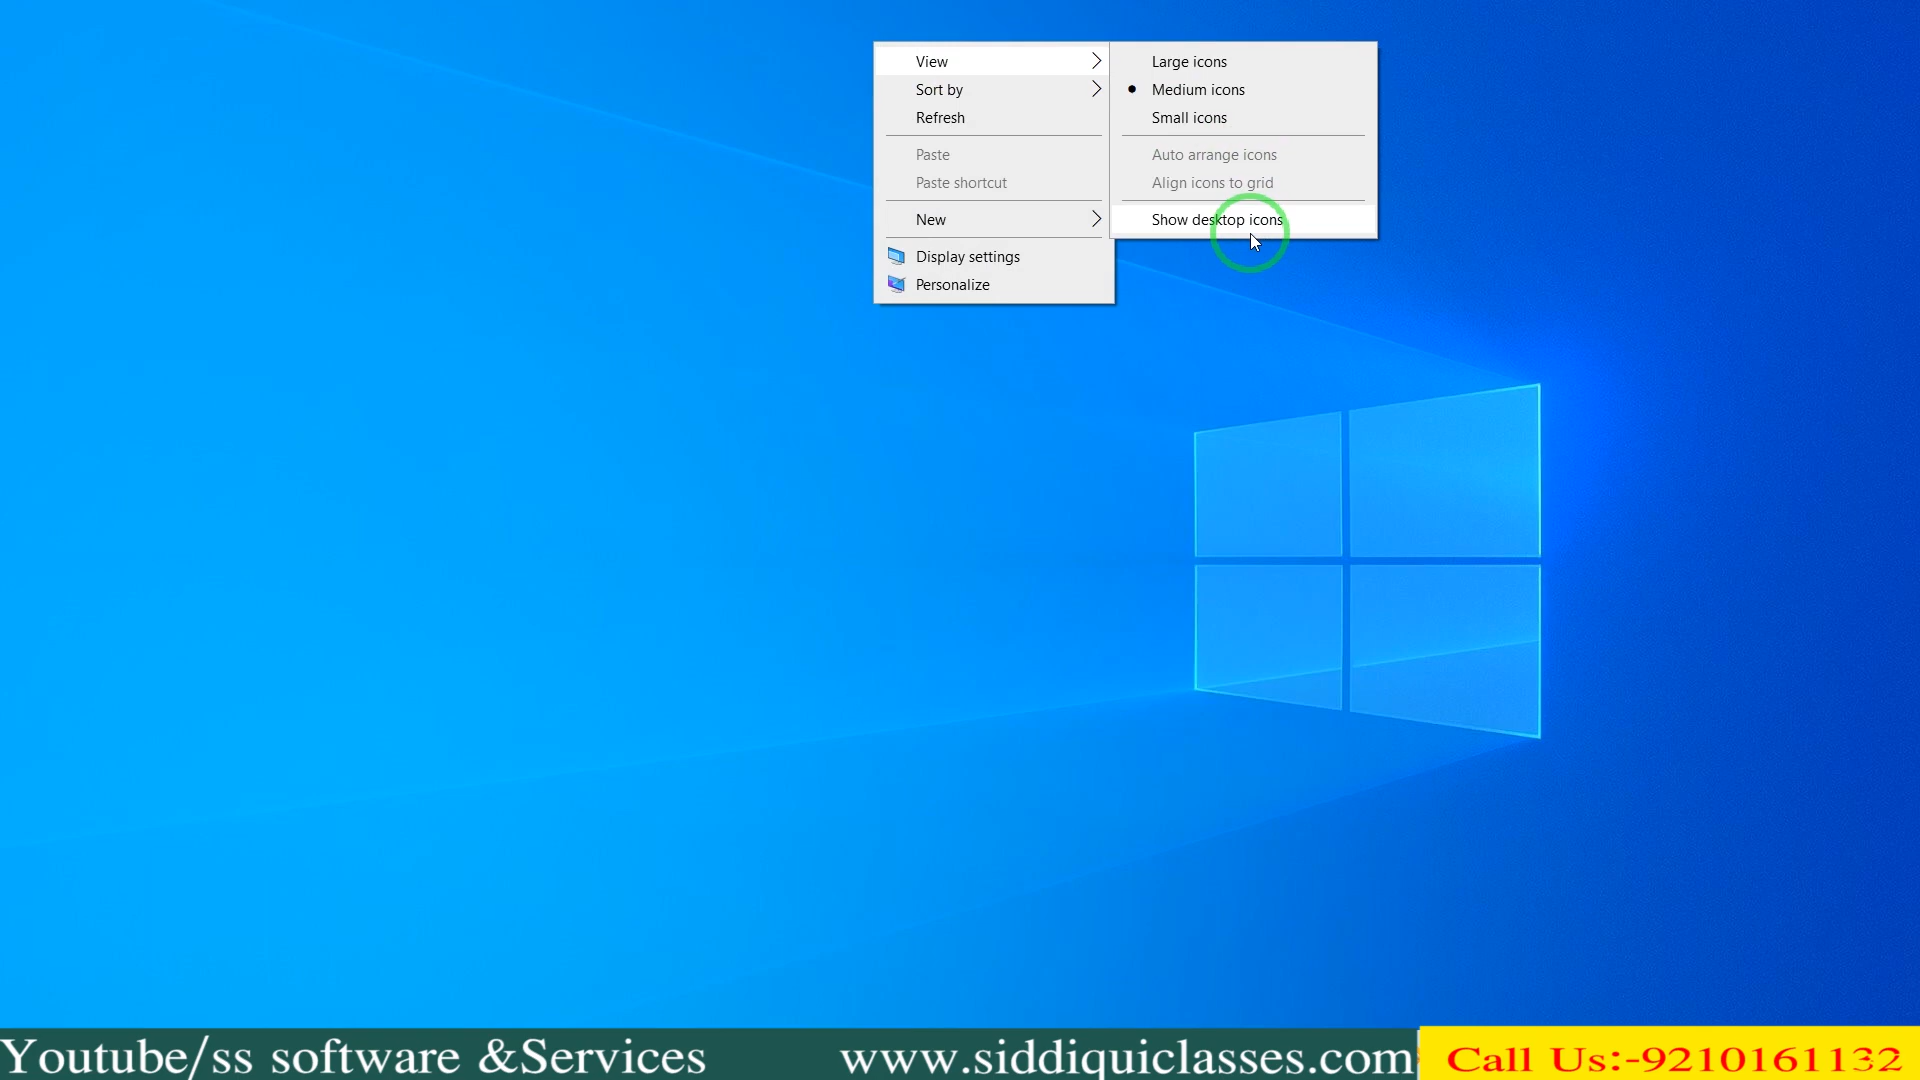 View
Sort by
Refresh
Paste
Paste shortcut
New
Display settings
Personalize
Large icons
Medium icons
Small icons
Auto arrange icons
Align icons to grid
Show desktop icons
Youtube/ss software &Services
www.siddiquiclasses.com
Call Us:-9210161132